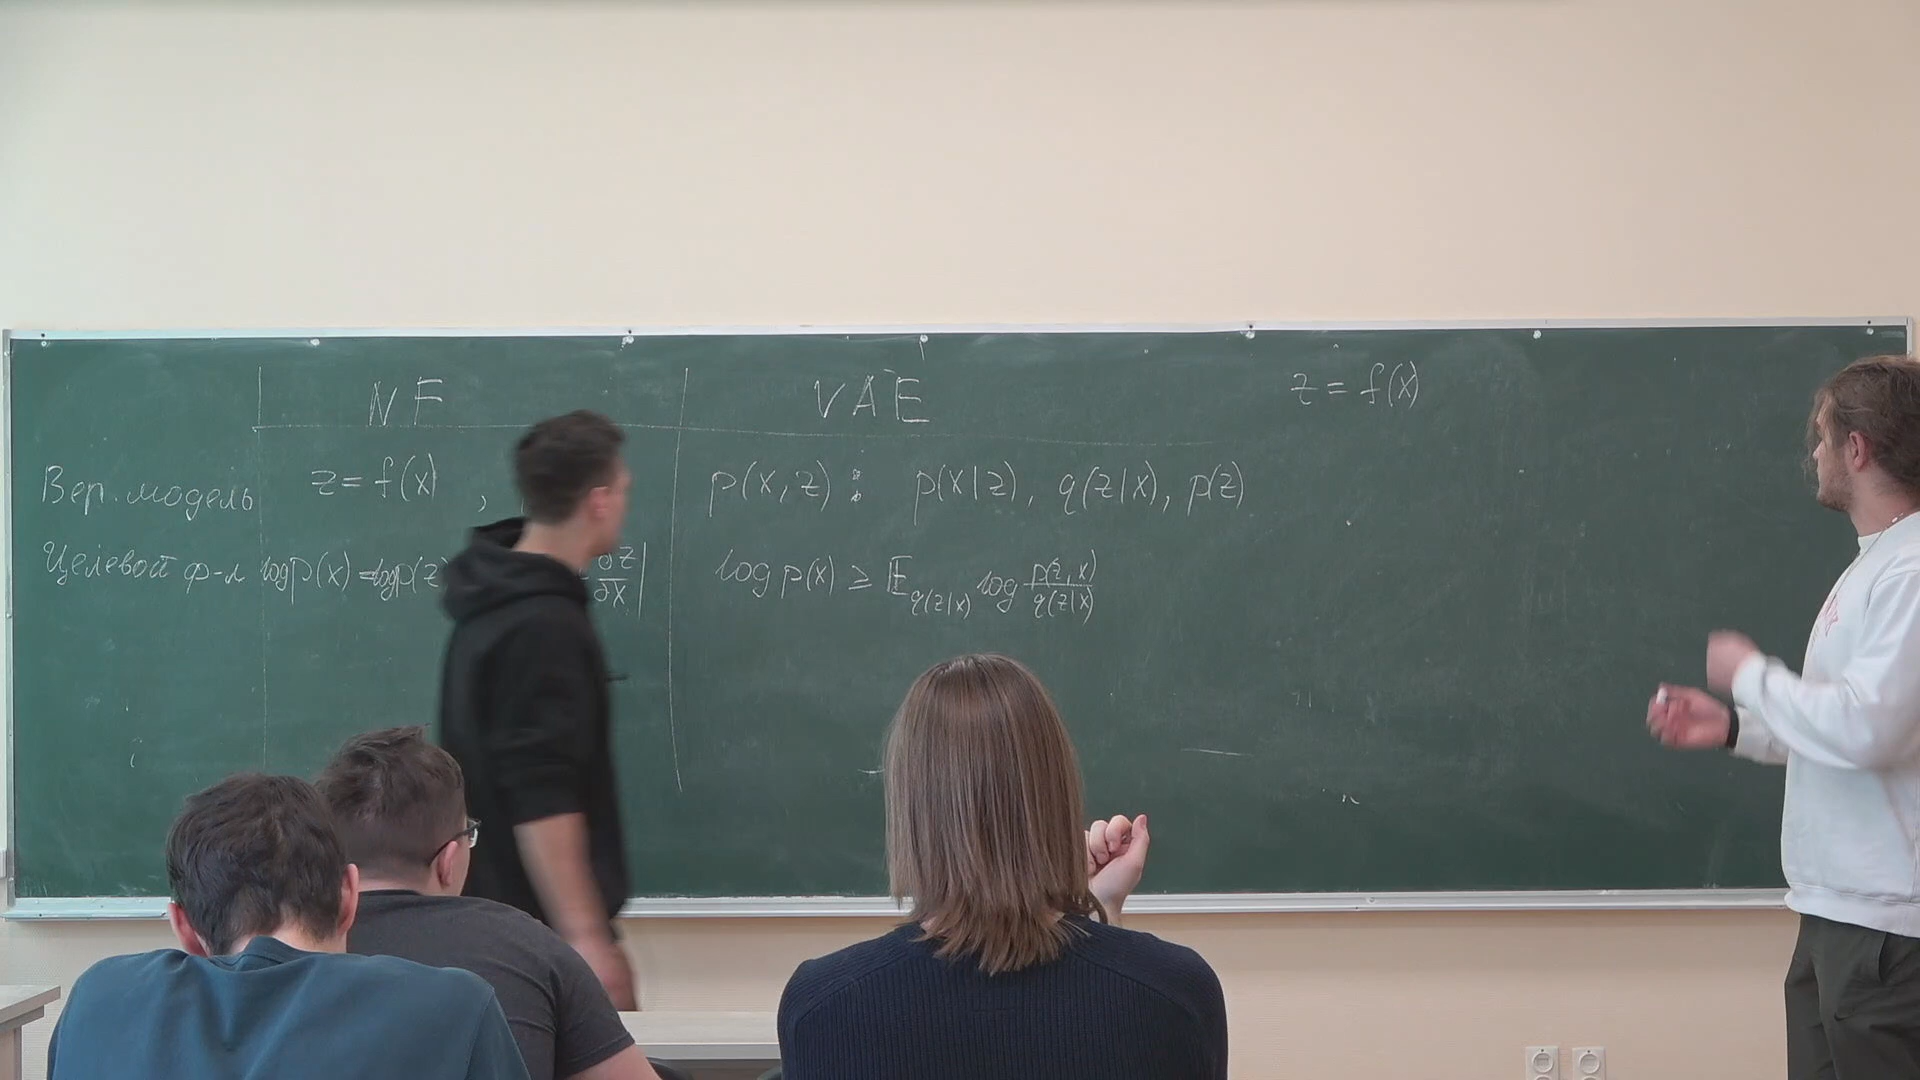 NF VAE z = f(x)
Вер. модель z = f(x) , p(x,z) : p(x|z), q(z|x), p(z)
Целевой ф-л log p(x) = log p(z) ∂z/∂x| log p(x) ≥ E_q(z|x) log p(z,x)/q(z|x)